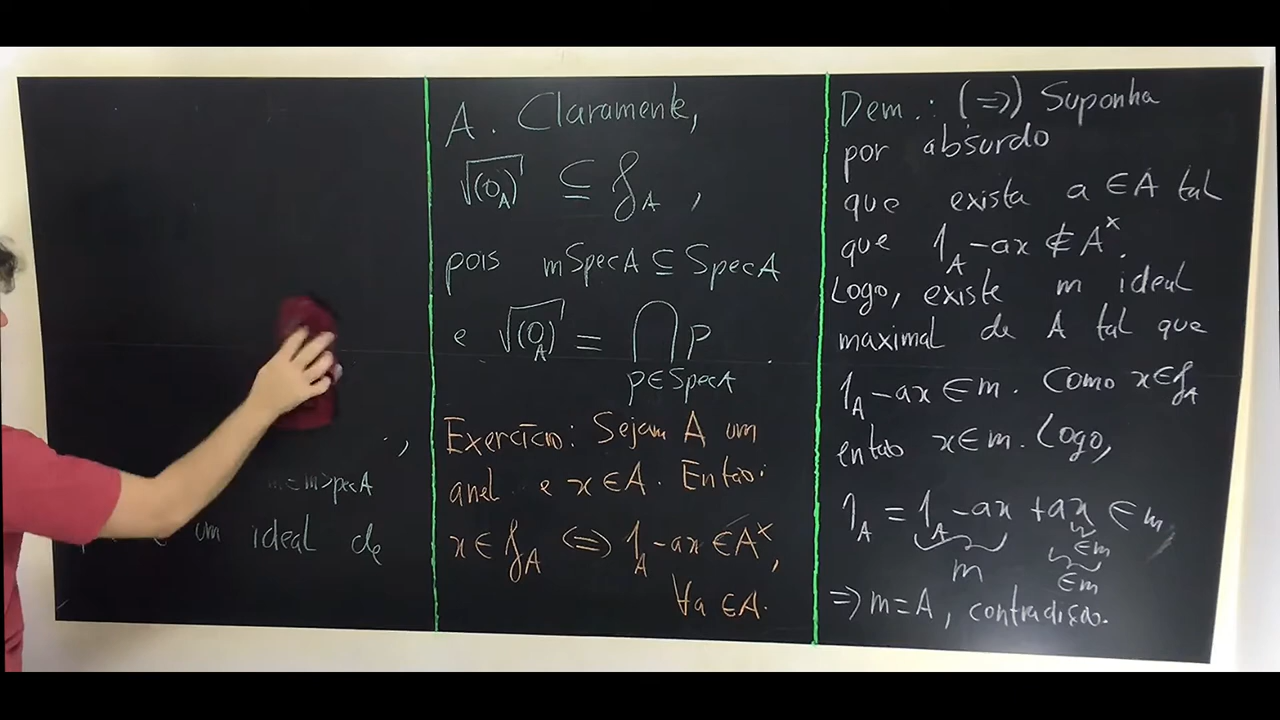 ,
m∈mSpecA
um ideal de
A. Claramente,
√(0_A) ⊆ J_A ,
pois mSpecA ⊆ SpecA
e √(0_A) = ⋂ P .
P∈SpecA
Exercício: Sejam A um
anel e x∈A. Então:
x∈J_A ⇔ 1_A-ax ∈A^x,
∀a ∈A.
Dem.: (⇒) Suponha
por absurdo
que exista a ∈ A tal
que 1_A-ax ∉ A^x.
Logo, existe m ideal
maximal de A tal que
1_A-ax ∈ m. Como x∈J_A
então x∈m. Logo,
1_A = 1_A-ax + ax ∈ m
∈m
m ∈m
⇒ m=A, contradição.